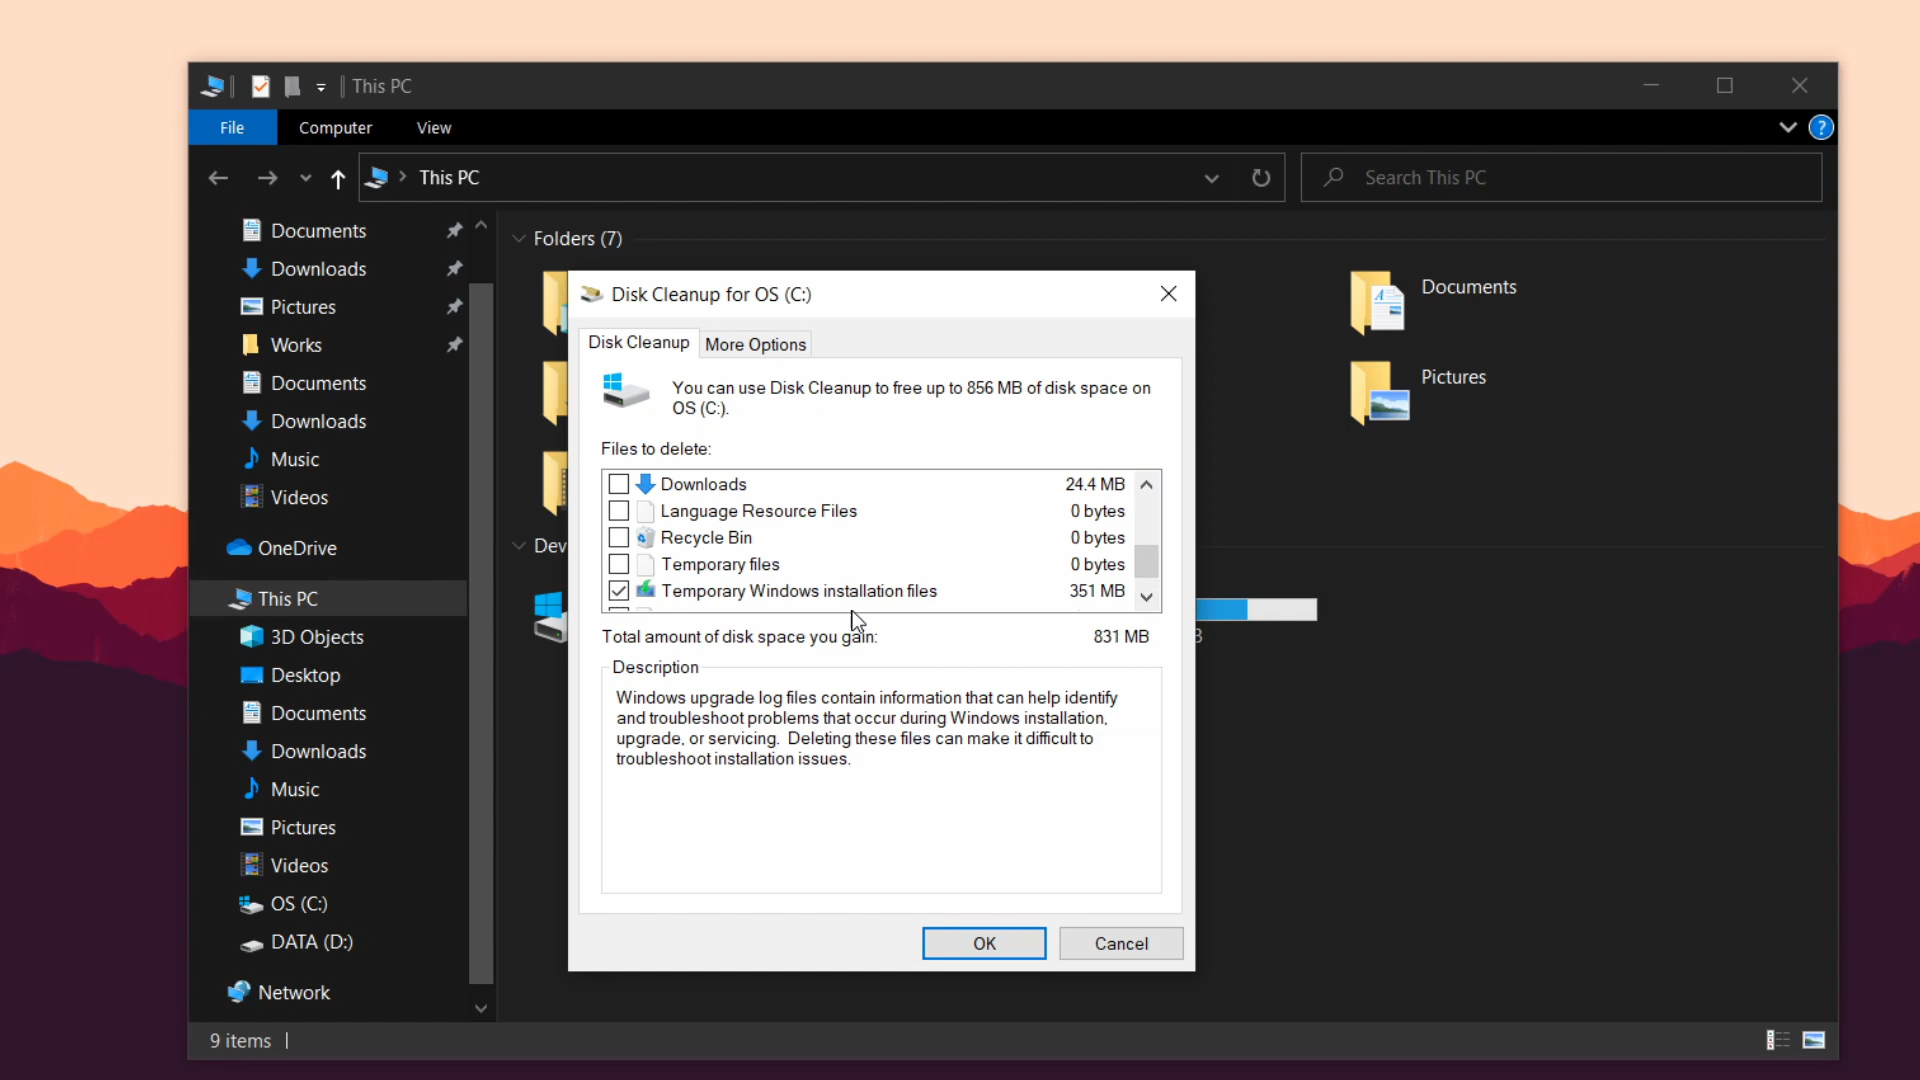 This PC
File Computer View
This PC
Search This PC
Documents
Downloads
Pictures
Works
Documents
Downloads
Music
Videos
OneDrive
This PC
3D Objects
Desktop
Documents
Downloads
Music
Pictures
Videos
OS (C:)
DATA (D:)
Network
9 items
Folders (7)
Documents
Pictures
Dev
Disk Cleanup for OS (C:)
Disk Cleanup More Options
You can use Disk Cleanup to free up to 856 MB of disk space on
OS (C:).
Files to delete:
Downloads 24.4 MB
Language Resource Files 0 bytes
Recycle Bin 0 bytes
Temporary files 0 bytes
Temporary Windows installation files 351 MB
Total amount of disk space you gain: 831 MB
Description
Windows upgrade log files contain information that can help identify
and troubleshoot problems that occur during Windows installation,
upgrade, or servicing. Deleting these files can make it difficult to
troubleshoot installation issues.
OK Cancel